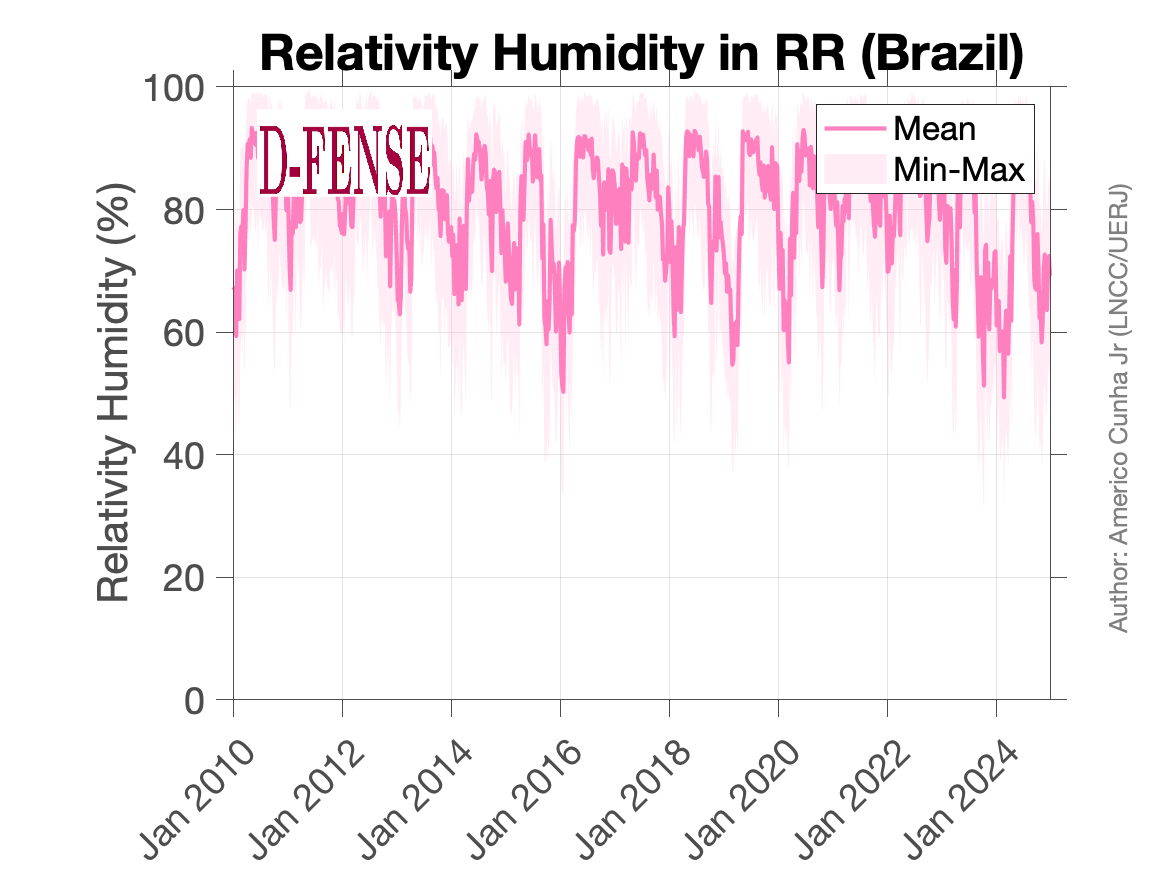 Relativity Humidity in RR (Brazil)
100
80
60
40
20
0
Relativity Humidity (%)
D-FENSE
Mean
Min-Max
Jan 2010
Jan 2012
Jan 2014
Jan 2016
Jan 2018
Jan 2020
Jan 2022
Jan 2024
Author: Americo Cunha Jr (LNCC/UERJ)